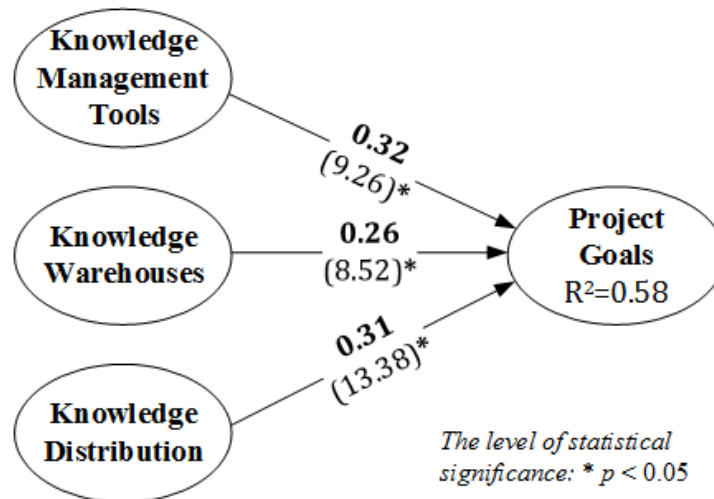 Knowledge
Management
Tools
0.32
(9.26)*
Knowledge
Warehouses
0.26
(8.52)*
Project
Goals
R²=0.58
0.31
(13.38)*
Knowledge
Distribution
The level of statistical
significance: * p < 0.05